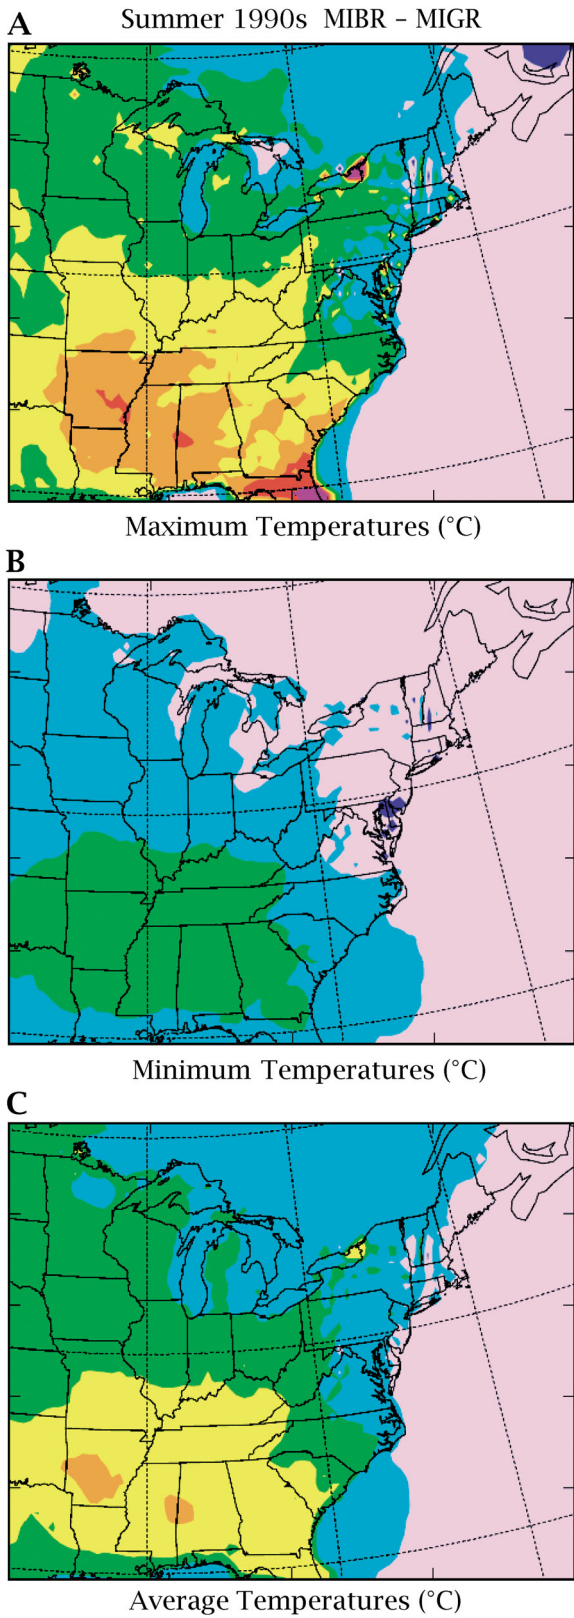 A
Summer 1990s MIBR – MIGR
Maximum Temperatures (°C)
B
Minimum Temperatures (°C)
C
Average Temperatures (°C)